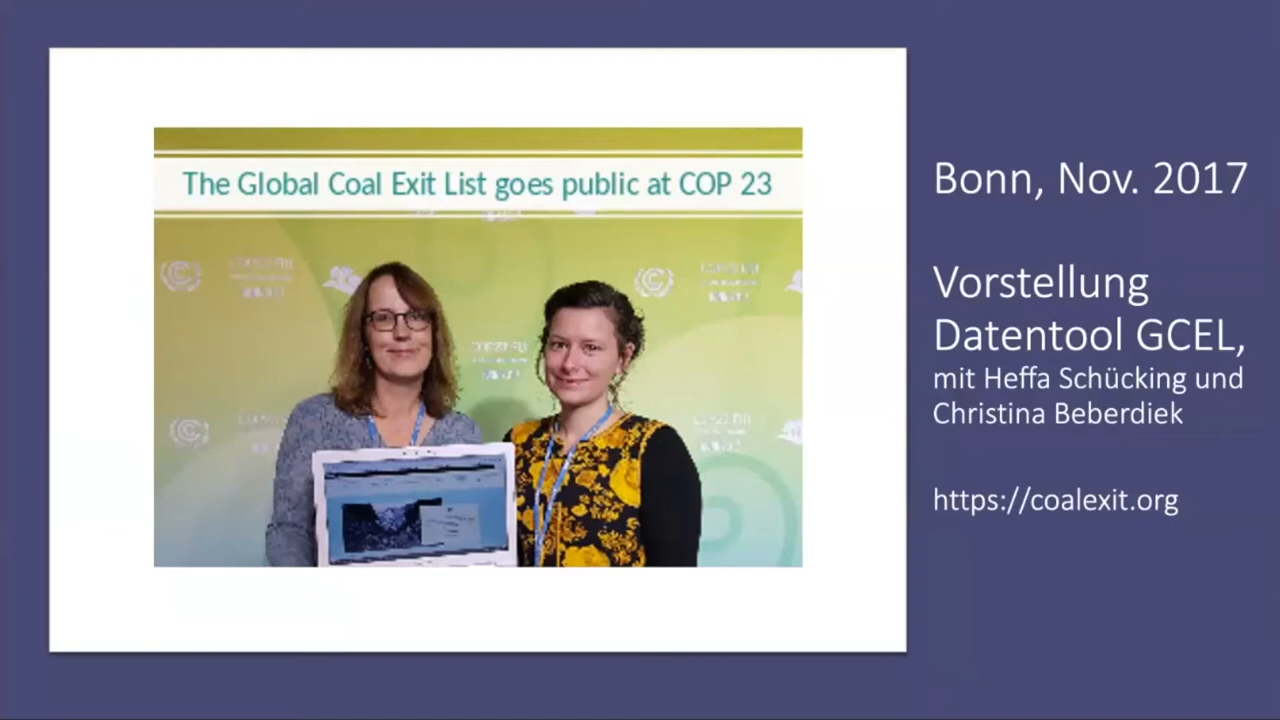 The Global Coal Exit List goes public at COP 23
Bonn, Nov. 2017
Vorstellung
Datentool GCEL,
mit Heffa Schücking und
Christina Beberdiek
https://coalexit.org